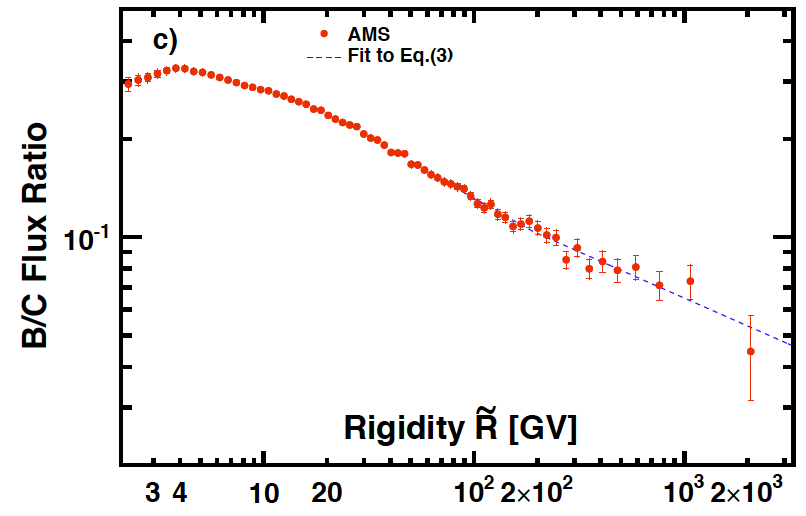 c)
AMS
Fit to Eq.(3)
B/C Flux Ratio
10⁻¹
Rigidity R̃ [GV]
3 4 10 20 10² 2×10² 10³ 2×10³